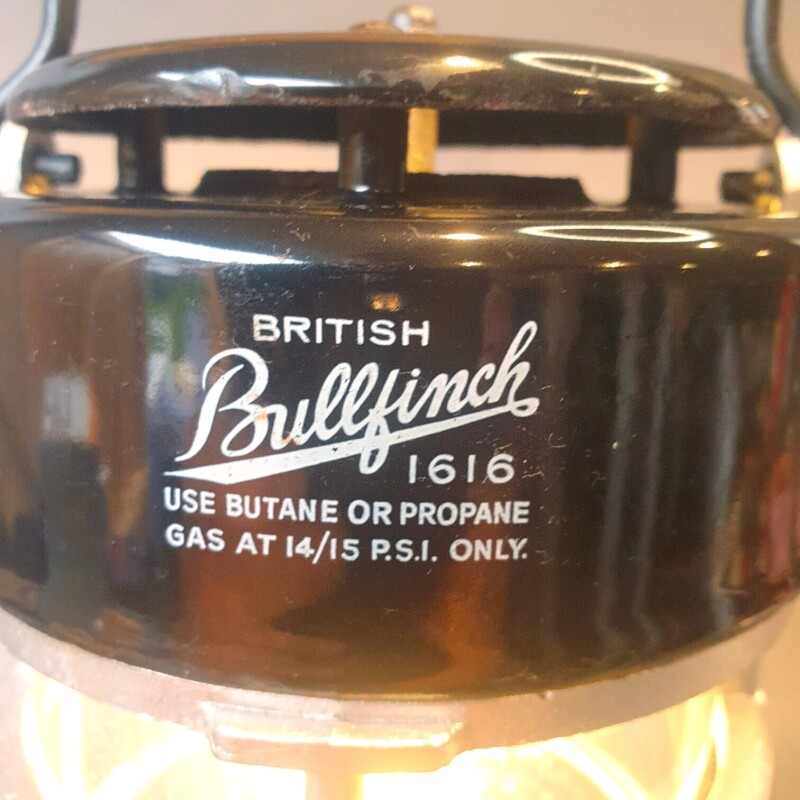 BRITISH
Bullfinch
1616
USE BUTANE OR PROPANE
GAS AT 14/15 P.S.I. ONLY.